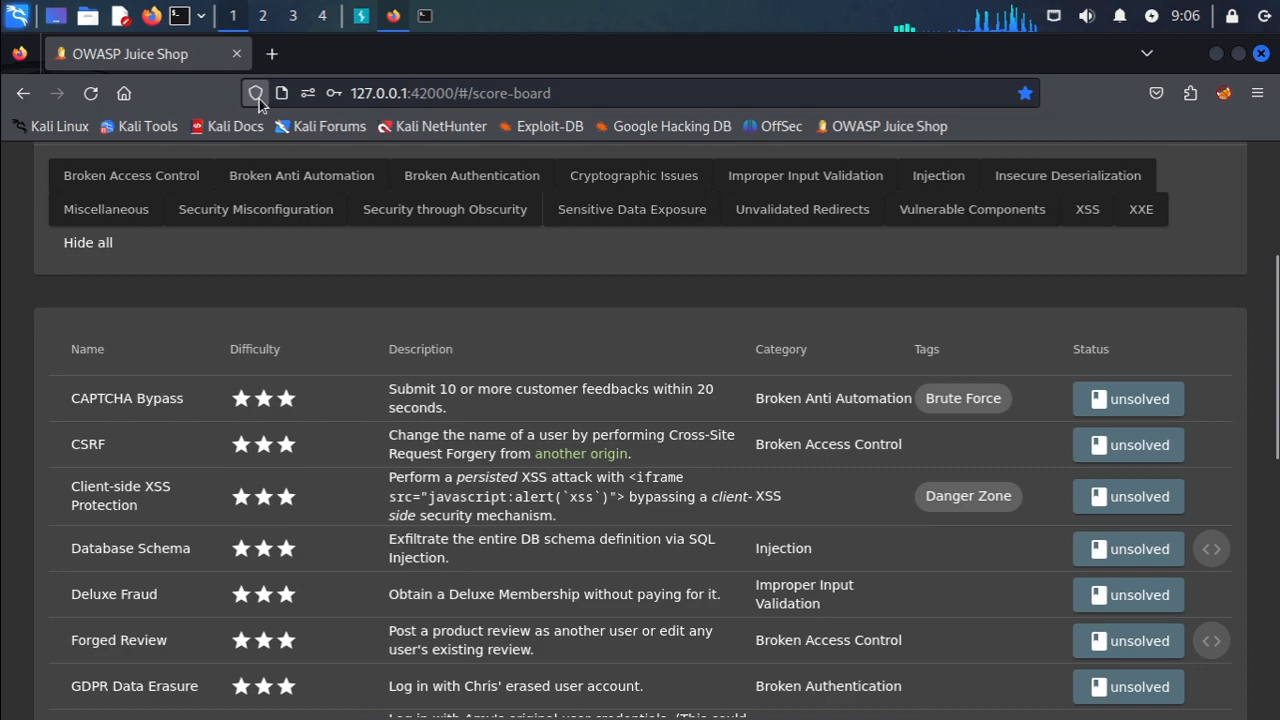 1 2 3 4 9:06
OWASP Juice Shop
127.0.0.1:42000/#/score-board
Kali Linux Kali Tools Kali Docs Kali Forums Kali NetHunter Exploit-DB Google Hacking DB OffSec OWASP Juice Shop
Broken Access Control Broken Anti Automation Broken Authentication Cryptographic Issues Improper Input Validation Injection Insecure Deserialization
Miscellaneous Security Misconfiguration Security through Obscurity Sensitive Data Exposure Unvalidated Redirects Vulnerable Components XSS XXE
Hide all
Name Difficulty Description Category Tags Status
CAPTCHA Bypass Submit 10 or more customer feedbacks within 20 Broken Anti Automation Brute Force unsolved
seconds.
CSRF Change the name of a user by performing Cross-Site Broken Access Control unsolved
Request Forgery from another origin.
Client-side XSS Perform a persisted XSS attack with <iframe
Protection src="javascript:alert(`xss`)"> bypassing a client- XSS Danger Zone unsolved
side security mechanism.
Database Schema Exfiltrate the entire DB schema definition via SQL Injection unsolved <>
Injection.
Deluxe Fraud Obtain a Deluxe Membership without paying for it. Improper Input unsolved
Validation
Forged Review Post a product review as another user or edit any Broken Access Control unsolved <>
user's existing review.
GDPR Data Erasure Log in with Chris' erased user account. Broken Authentication unsolved
Log in with Amy's original user credentials. (This could